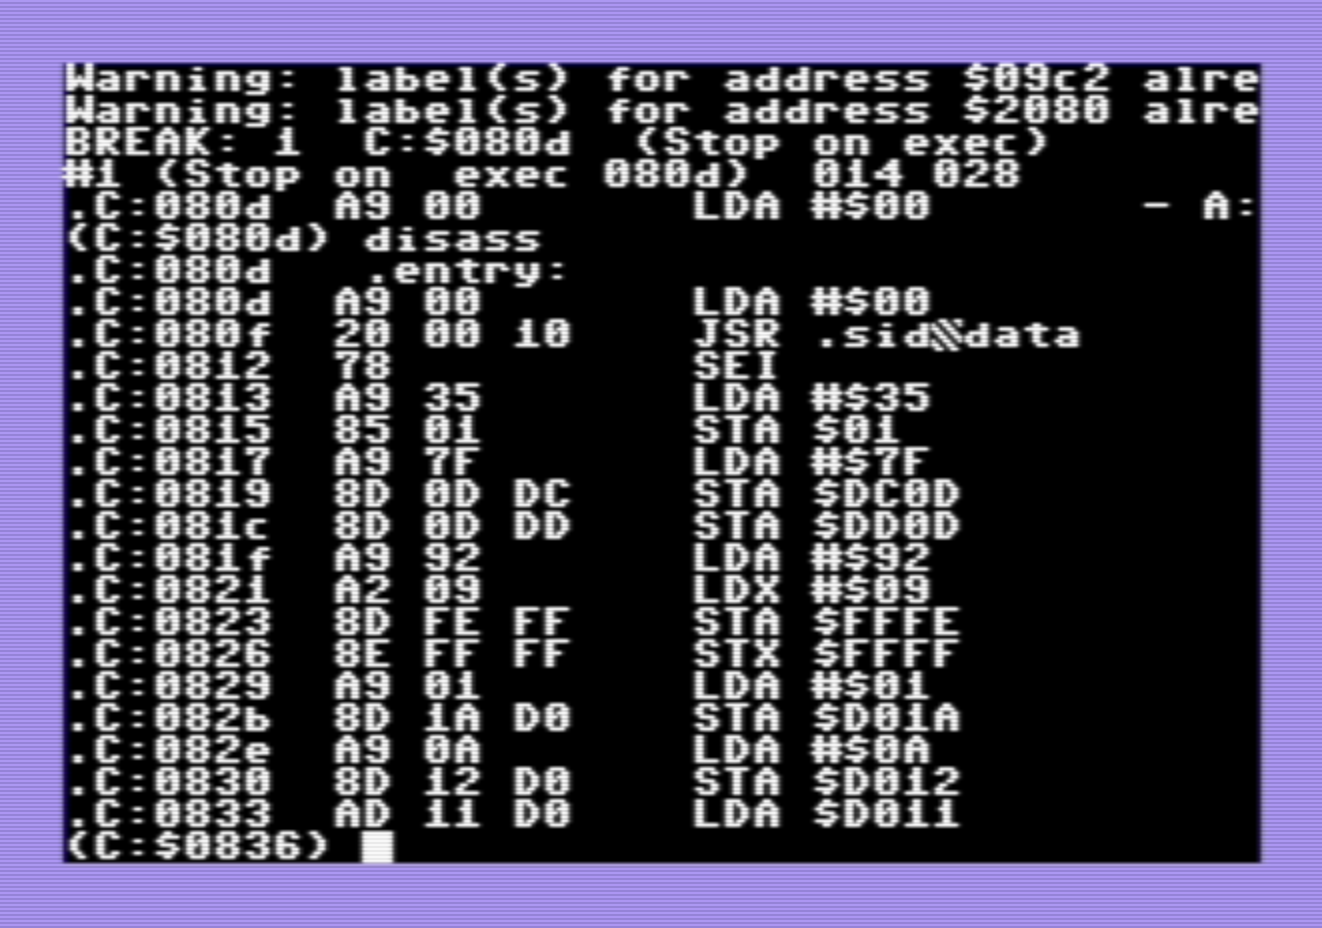 Warning: label(s) for address $09c2 alre
Warning: label(s) for address $2080 alre
BREAK: 1  C:$080d  (Stop on exec)
#1 (Stop on  exec 080d)  014 028
.C:080d  A9 00       LDA #$00       - A:
(C:$080d) disass
.C:080d   .entry:
.C:080d  A9 00       LDA #$00
.C:080f  20 00 10    JSR .sid\data
.C:0812  78          SEI
.C:0813  A9 35       LDA #$35
.C:0815  85 01       STA $01
.C:0817  A9 7F       LDA #$7F
.C:0819  8D 0D DC    STA $DC0D
.C:081c  8D 0D DD    STA $DD0D
.C:081f  A9 92       LDA #$92
.C:0821  A2 09       LDX #$09
.C:0823  8D FE FF    STA $FFFE
.C:0826  8E FF FF    STX $FFFF
.C:0829  A9 01       LDA #$01
.C:082b  8D 1A D0    STA $D01A
.C:082e  A9 0A       LDA #$0A
.C:0830  8D 12 D0    STA $D012
.C:0833  AD 11 D0    LDA $D011
(C:$0836)